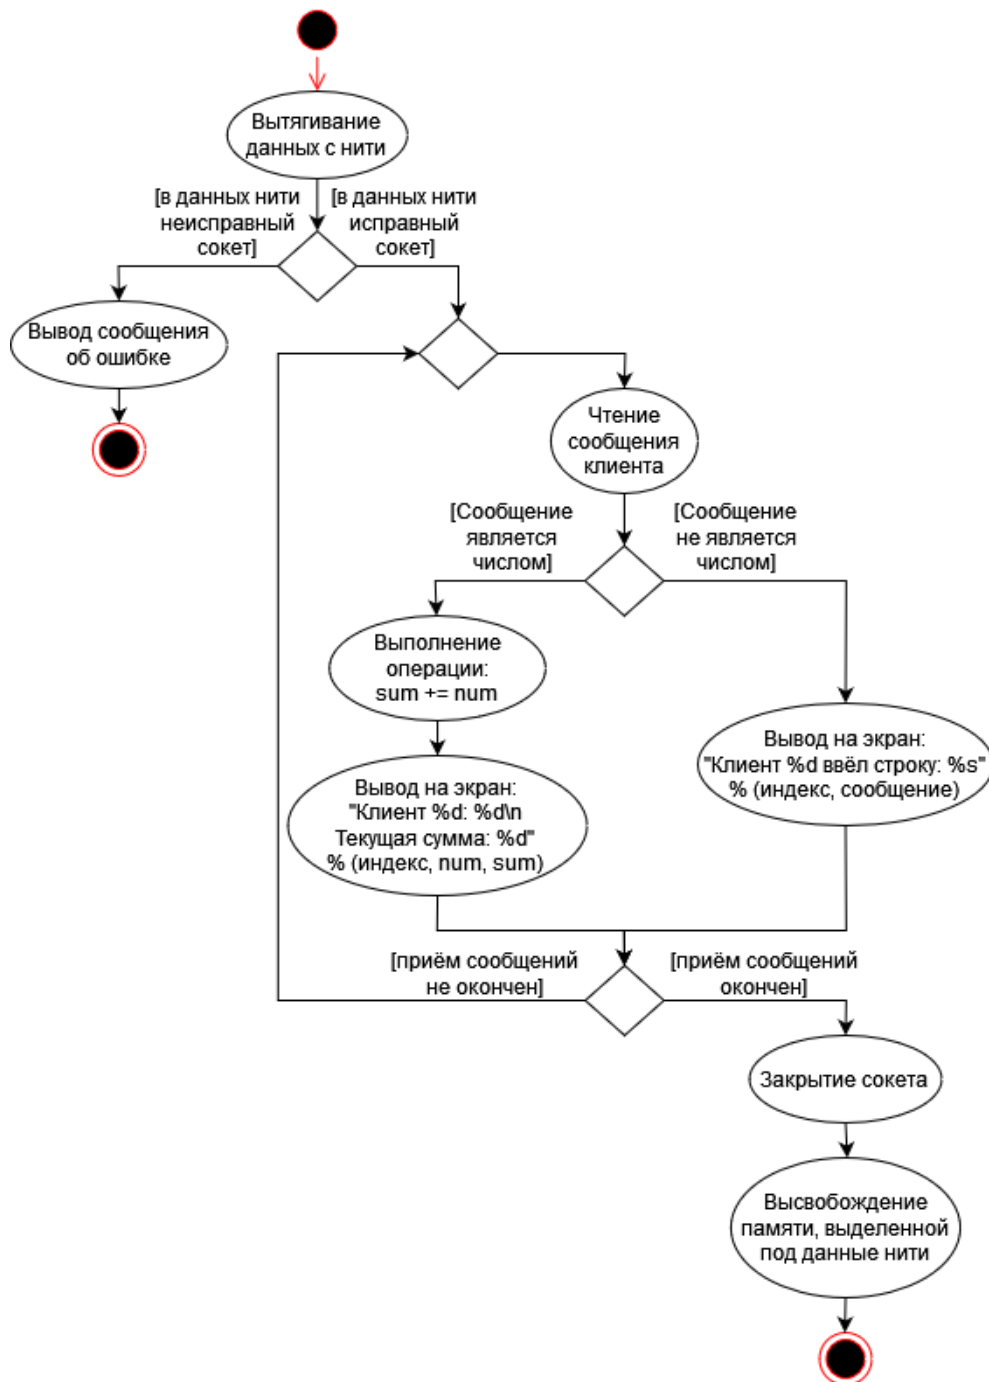 Вытягивание
данных с нити
[в данных нити
неисправный
сокет]
[в данных нити
исправный
сокет]
Вывод сообщения
об ошибке
Чтение
сообщения
клиента
[Сообщение
является
числом]
[Сообщение
не является
числом]
Выполнение
операции:
sum += num
Вывод на экран:
"Клиент %d: %d\n
Текущая сумма: %d"
% (индекс, num, sum)
Вывод на экран:
"Клиент %d ввёл строку: %s"
% (индекс, сообщение)
[приём сообщений
не окончен]
[приём сообщений
окончен]
Закрытие сокета
Высвобождение
памяти, выделенной
под данные нити